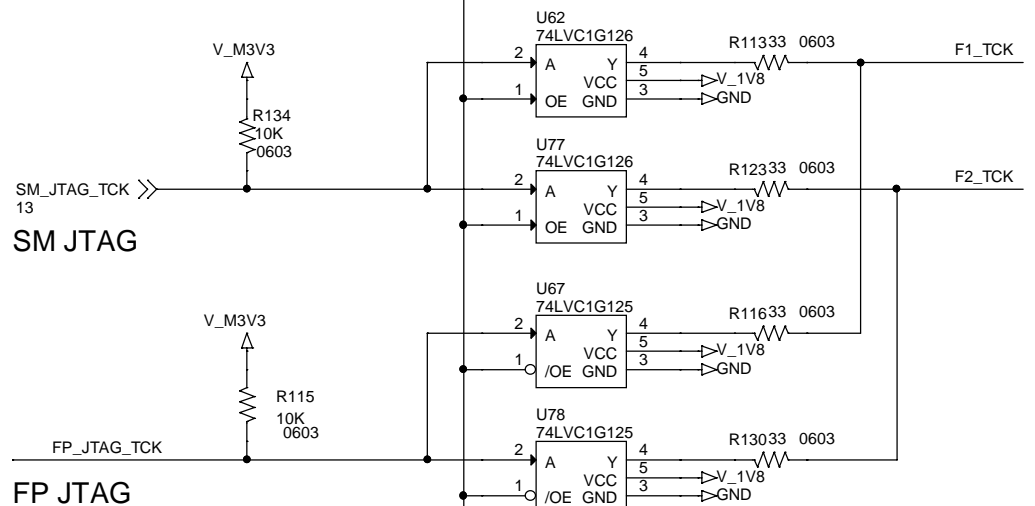 U62
74LVC1G126
2 A Y 4 R113 33 0603 F1_TCK
VCC 5 V_1V8
1 OE GND 3 GND
V_M3V3
R134
10K
0603
U77
74LVC1G126
2 A Y 4 R123 33 0603 F2_TCK
VCC 5 V_1V8
1 OE GND 3 GND
SM_JTAG_TCK
13
SM JTAG
U67
74LVC1G125
2 A Y 4 R116 33 0603
VCC 5 V_1V8
1 /OE GND 3 GND
V_M3V3
R115
10K
0603
U78
74LVC1G125
2 A Y 4 R130 33 0603
VCC 5 V_1V8
1 /OE GND 3 GND
FP_JTAG_TCK
FP JTAG